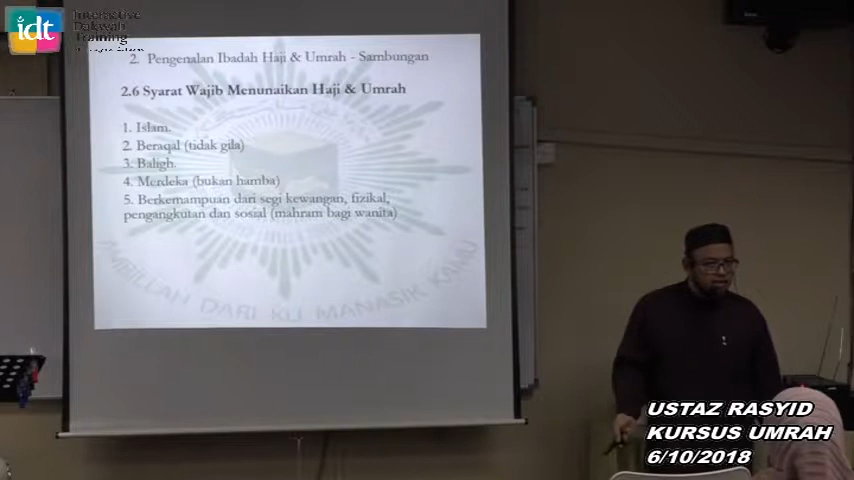 idt
Interactive
Dakwah
Training
2. Pengenalan Ibadah Haji & Umrah - Sambungan
2.6 Syarat Wajib Menunaikan Haji & Umrah
1. Islam.
2. Beraqal (tidak gila)
3. Baligh.
4. Merdeka (bukan hamba)
5. Berkemampuan dari segi kewangan, fizikal,
pengangkutan dan sosial (mahram bagi wanita)
AMBILLAH DARI KU MANASIK KAMU
USTAZ RASYID
KURSUS UMRAH
6/10/2018